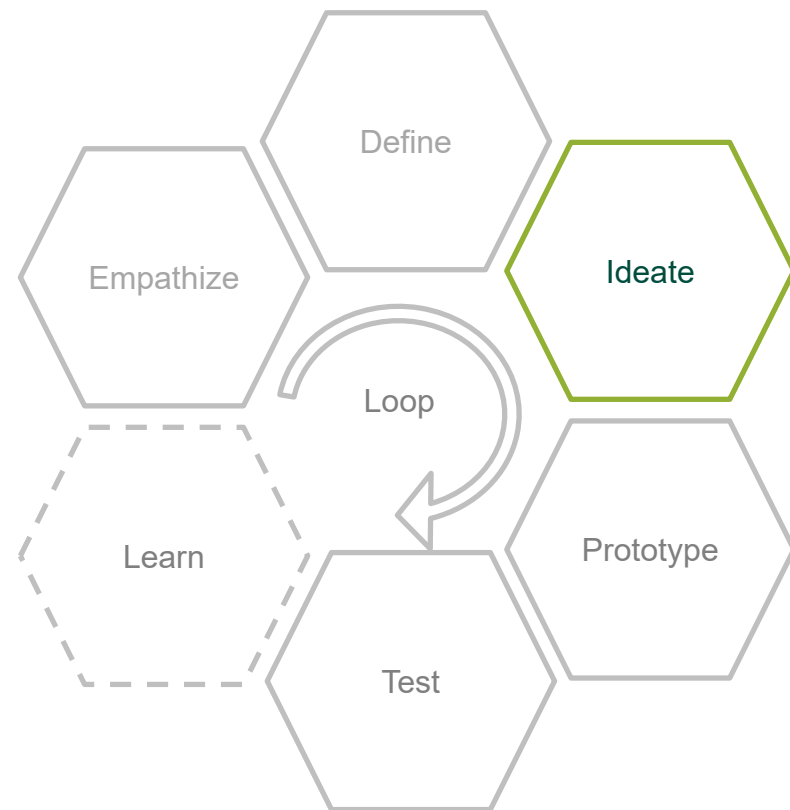 Define
Ideate
Empathize
Loop
Prototype
Learn
Test